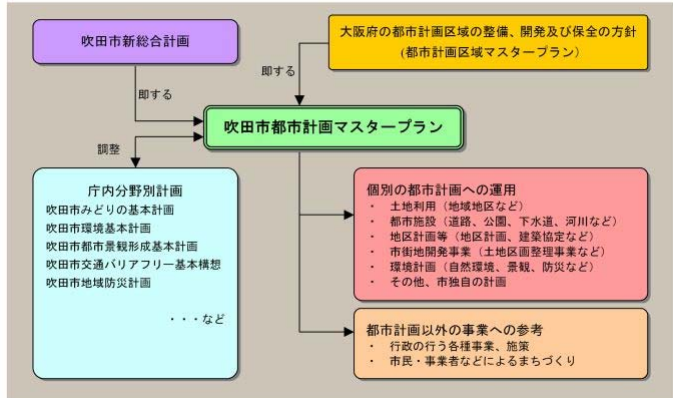 吹田市新総合計画
大阪府の都市計画区域の整備、開発及び保全の方針
(都市計画区域マスタープラン)
即する
即する
吹田市都市計画マスタープラン
調整
庁内分野別計画
吹田市みどりの基本計画
吹田市環境基本計画
吹田市都市景観形成基本計画
吹田市交通バリアフリー基本構想
吹田市地域防災計画
・・・など
個別の都市計画への運用
・ 土地利用（地域地区など）
・ 都市施設（道路、公園、下水道、河川など）
・ 地区計画等（地区計画、建築協定など）
・ 市街地開発事業（土地区画整理事業など）
・ 環境計画（自然環境、景観、防災など）
・ その他、市独自の計画
都市計画以外の事業への参考
・ 行政の行う各種事業、施策
・ 市民・事業者などによるまちづくり